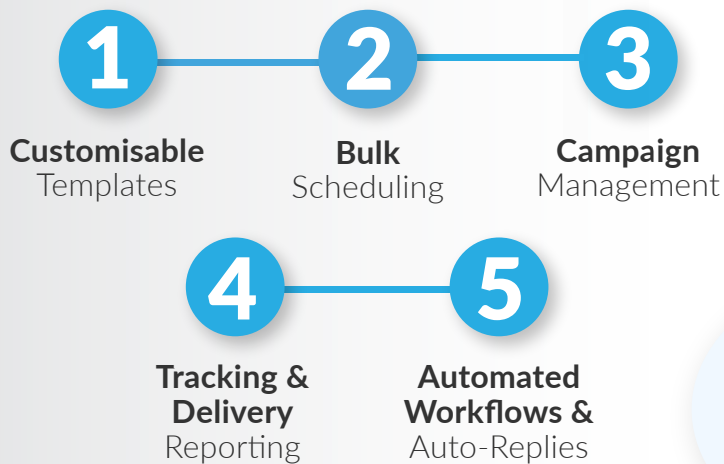 1
2
3
Customisable
Templates
Bulk
Scheduling
Campaign
Management
4
5
Tracking &
Delivery
Reporting
Automated
Workflows &
Auto-Replies